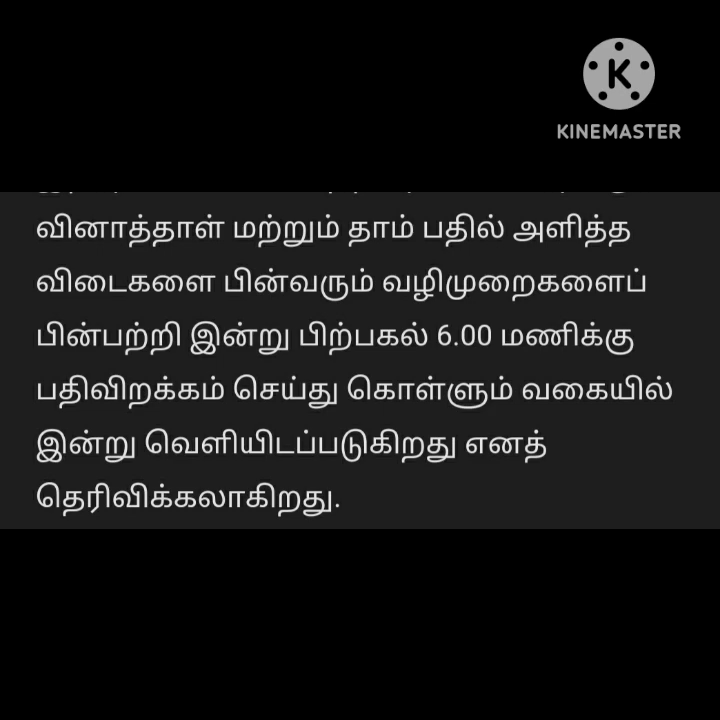 K
KINEMASTER
வினாத்தாள் மற்றும் தாம் பதில் அளித்த
விடைகளை பின்வரும் வழிமுறைகளைப்
பின்பற்றி இன்று பிற்பகல் 6.00 மணிக்கு
பதிவிறக்கம் செய்து கொள்ளும் வகையில்
இன்று வெளியிடப்படுகிறது எனத்
தெரிவிக்கலாகிறது.